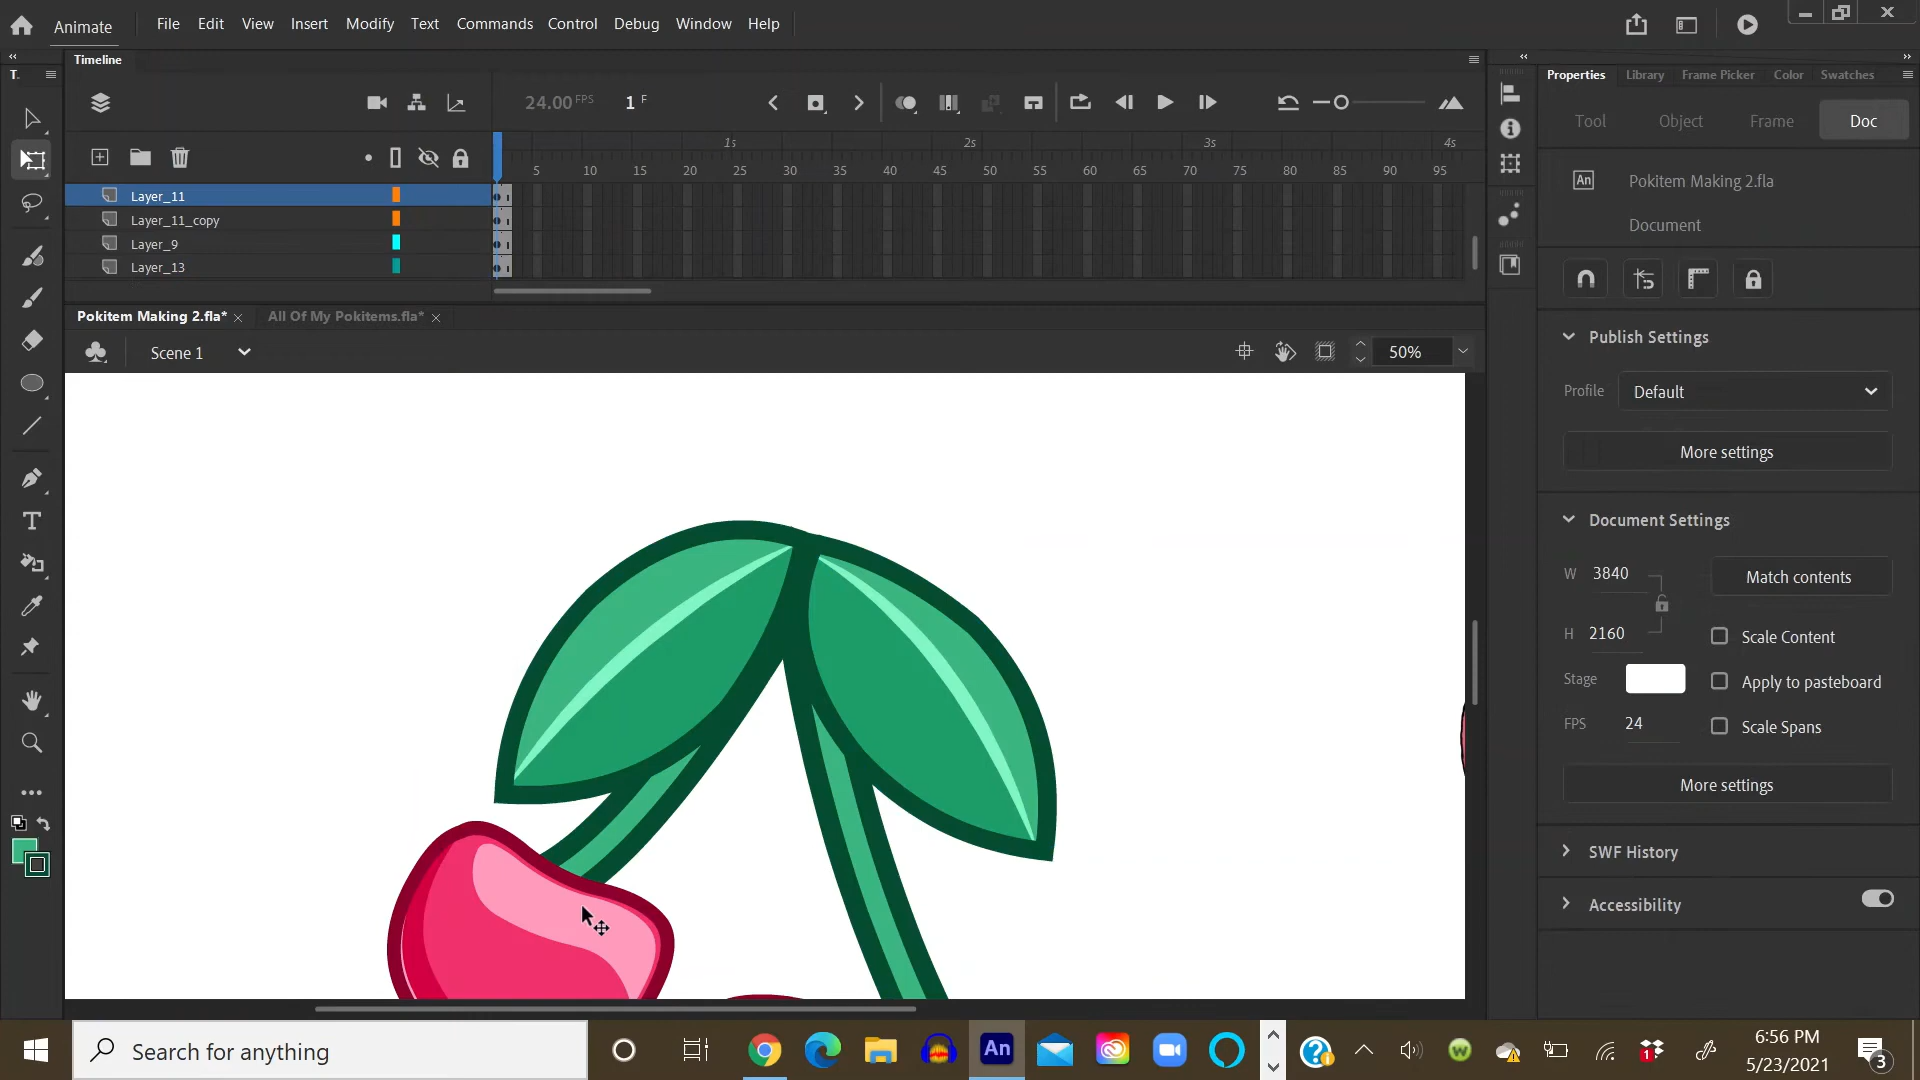 Animate File Edit View Insert Modify Text Commands Control Debug Window Help
Timeline
T.
Properties Library Frame Picker Color Swatches
24.00 FPS 1 F
Tool Object Frame Doc
1s 2s 3s 4s
5 10 15 20 25 30 35 40 45 50 55 60 65 70 75 80 85 90 95
Layer_11
Layer_11_copy
Layer_9
Layer_13
An Pokitem Making 2.fla
Document
Pokitem Making 2.fla* All Of My Pokitems.fla*
Scene 1 50%
Publish Settings
Profile Default
More settings
Document Settings
W 3840 Match contents
H 2160 Scale Content
Stage Apply to pasteboard
FPS 24 Scale Spans
More settings
SWF History
Accessibility
Search for anything
An
6:56 PM
5/23/2021
3
1